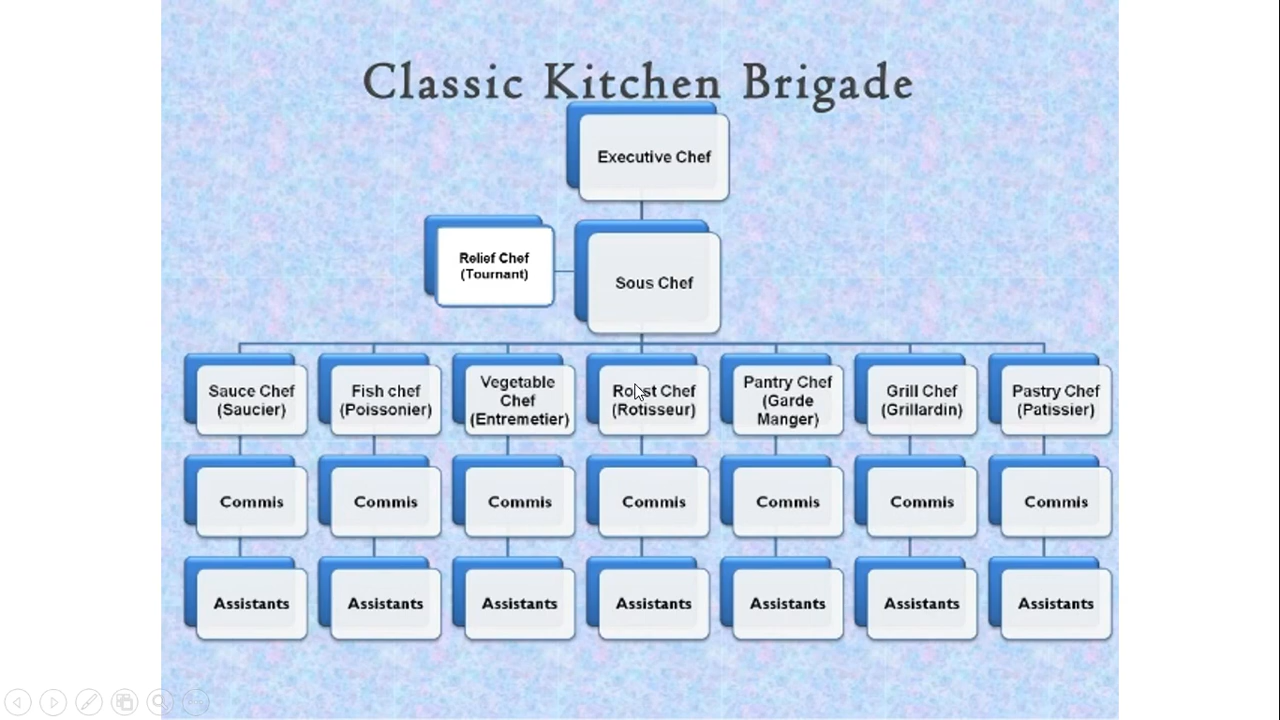 Classic Kitchen Brigade
Executive Chef
Relief Chef
(Tournant)
Sous Chef
Sauce Chef
(Saucier)
Fish chef
(Poissonier)
Vegetable
Chef
(Entremetier)
Roast Chef
(Rotisseur)
Pantry Chef
(Garde
Manger)
Grill Chef
(Grillardin)
Pastry Chef
(Patissier)
Commis
Commis
Commis
Commis
Commis
Commis
Commis
Assistants
Assistants
Assistants
Assistants
Assistants
Assistants
Assistants